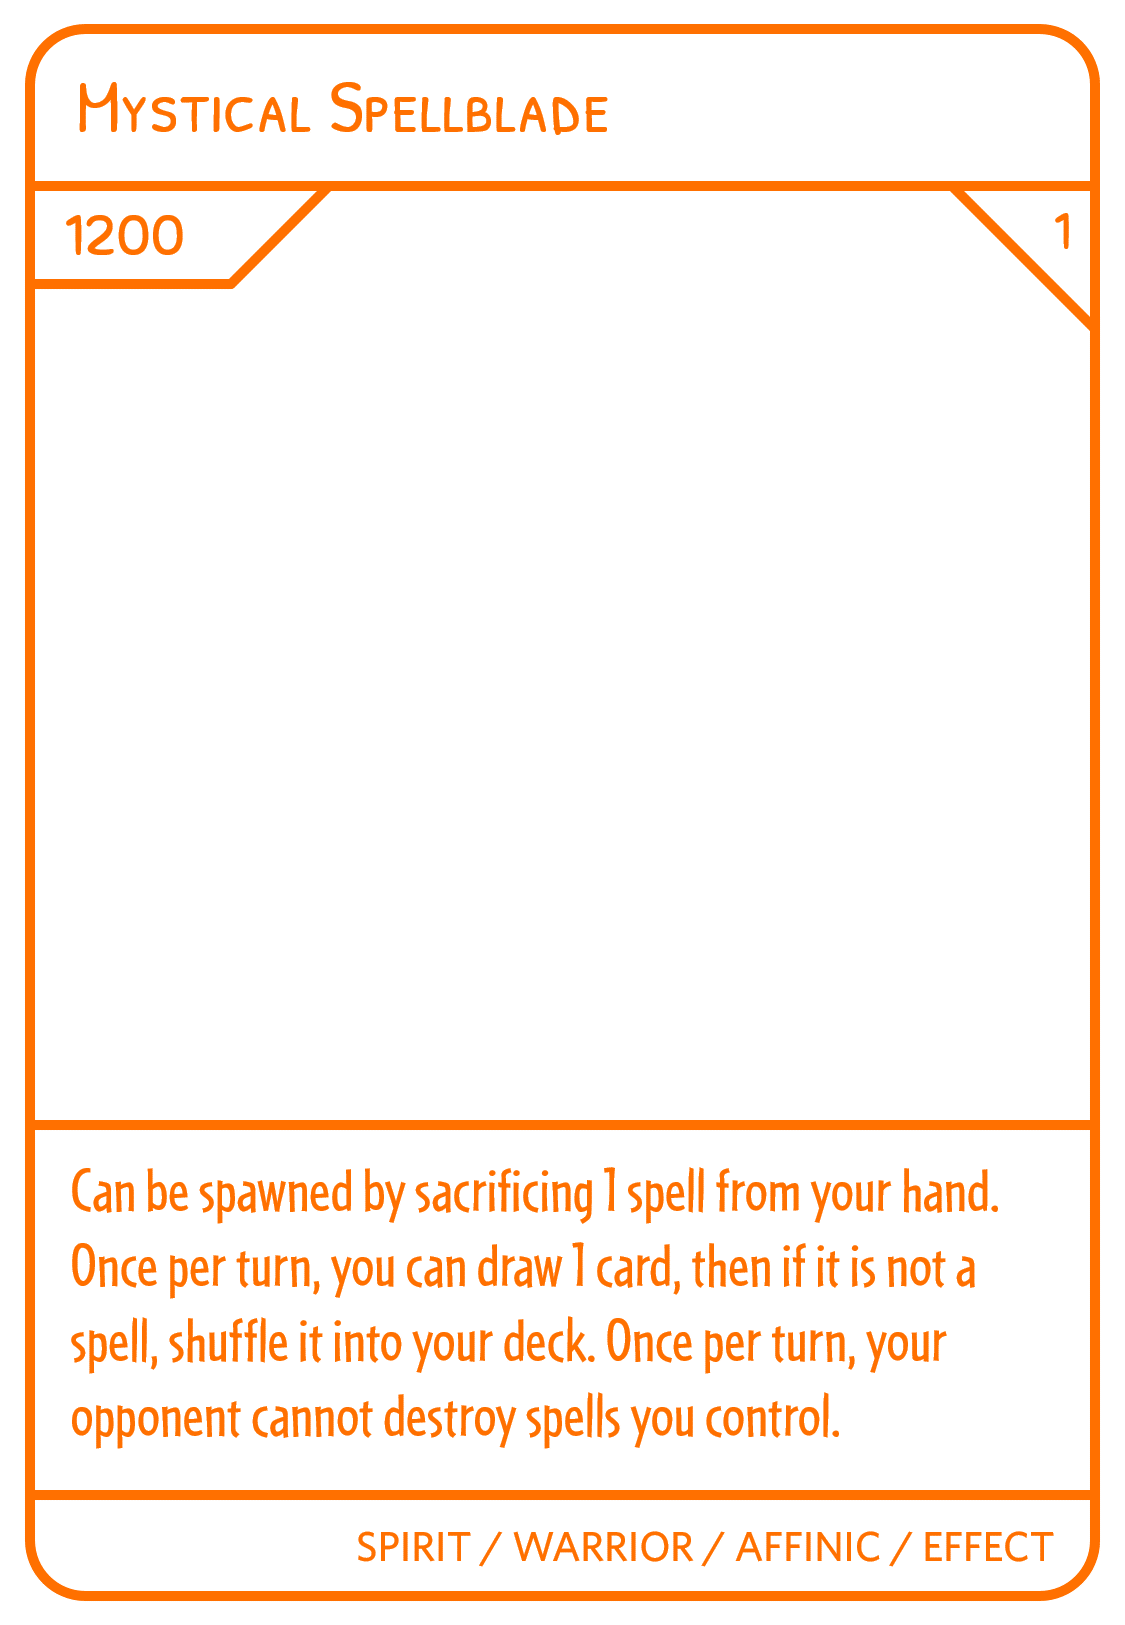 Mystical Spellblade
1200
1
Can be spawned by sacrificing 1 spell from your hand.
Once per turn, you can draw 1 card, then if it is not a
spell, shuffle it into your deck. Once per turn, your
opponent cannot destroy spells you control.
SPIRIT / WARRIOR / AFFINIC / EFFECT